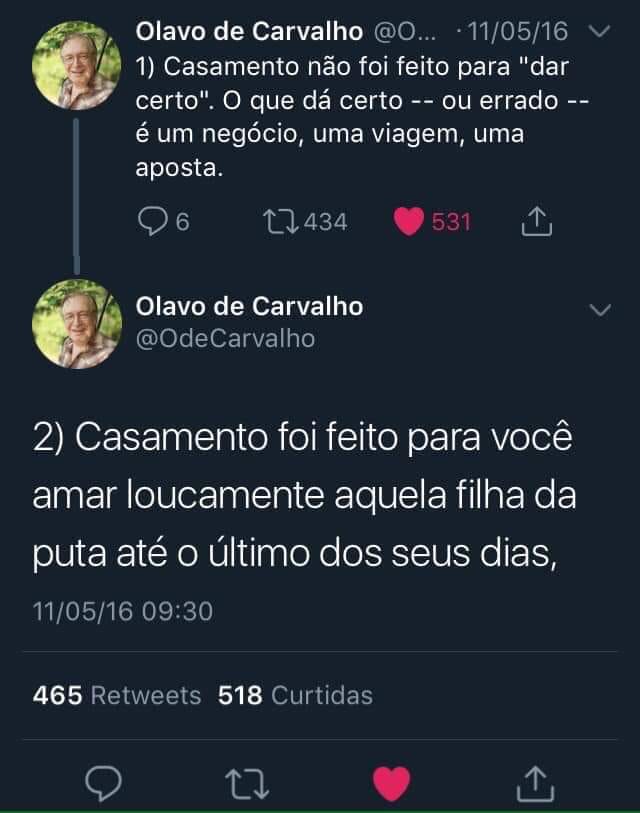 Olavo de Carvalho @O... · 11/05/16
1) Casamento não foi feito para "dar
certo". O que dá certo -- ou errado --
é um negócio, uma viagem, uma
aposta.
6 434 531
Olavo de Carvalho
@OdeCarvalho
2) Casamento foi feito para você
amar loucamente aquela filha da
puta até o último dos seus dias,
11/05/16 09:30
465 Retweets 518 Curtidas